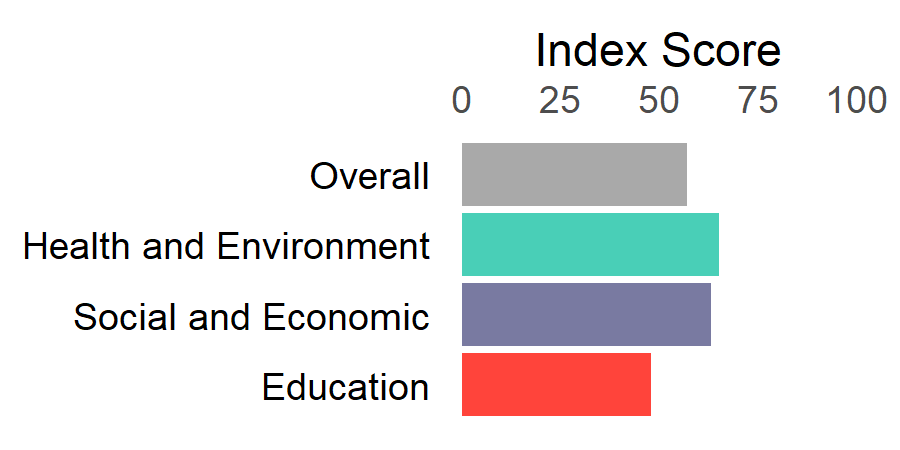 Index Score
0 25 50 75 100
Overall
Health and Environment
Social and Economic
Education